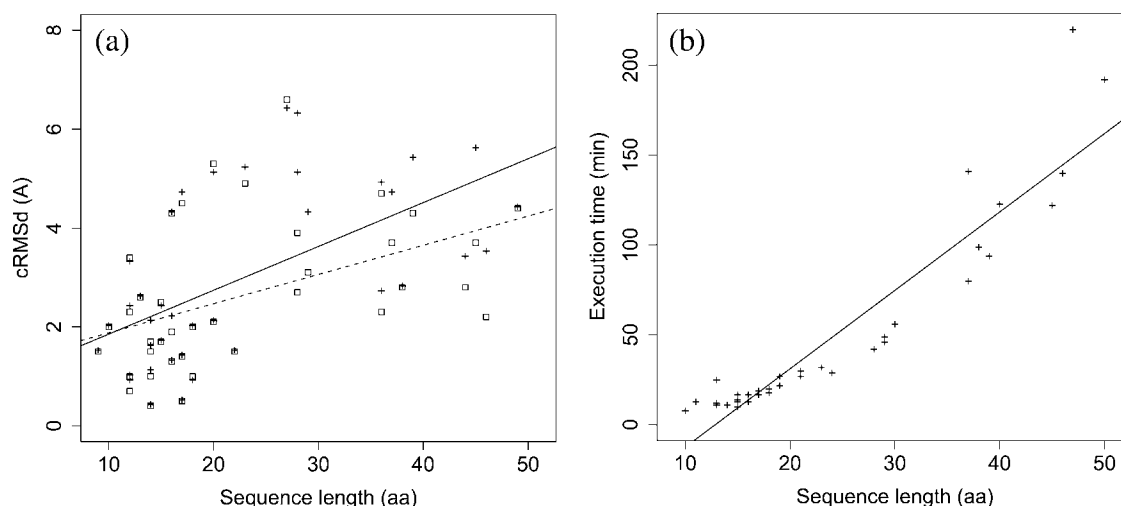 (a)
8
6
4
2
0
cRMSd (A)
10 20 30 40 50
Sequence length (aa)
(b)
200
150
100
50
0
Execution time (min)
10 20 30 40 50
Sequence length (aa)